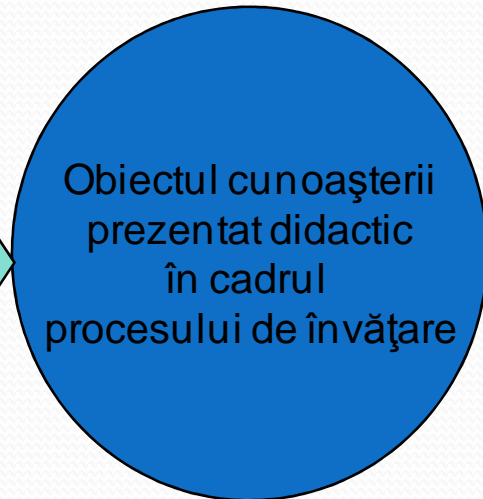 Obiectul cunoaşterii
prezentat didactic
în cadrul
procesului de învăţare